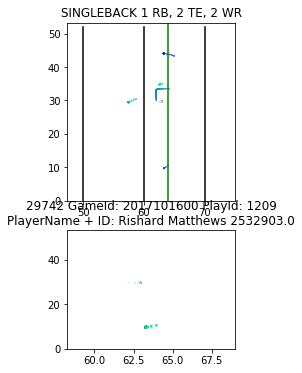 SINGLEBACK 1 RB, 2 TE, 2 WR
50
40
30
20
10
0
50 60 70
29742 GameId: 2017101600 PlayId: 1209
PlayerName + ID: Rishard Matthews 2532903.0
40
20
0
60.0 62.5 65.0 67.5